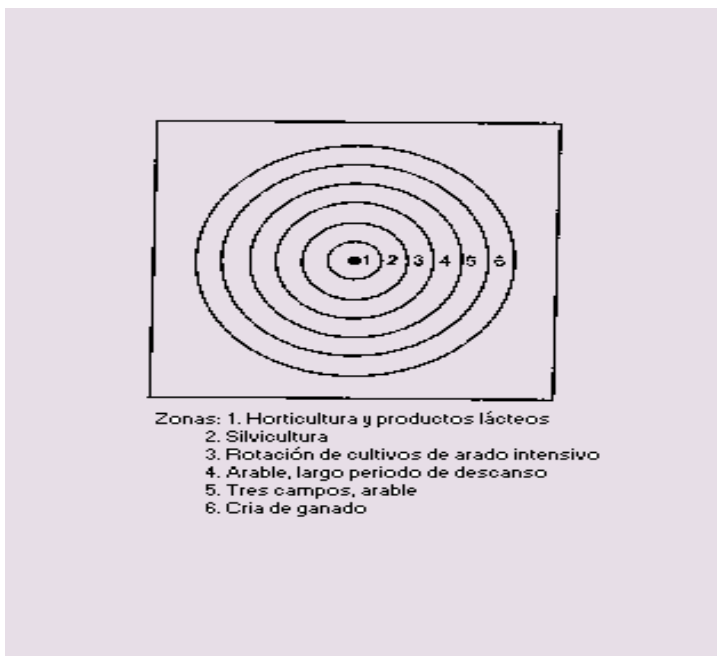 1 2 3 4 5 6
Zonas: 1. Horticultura y productos lácteos
2. Silvicultura
3. Rotación de cultivos de arado intensivo
4. Arable, largo periodo de descanso
5. Tres campos, arable
6. Cria de ganado